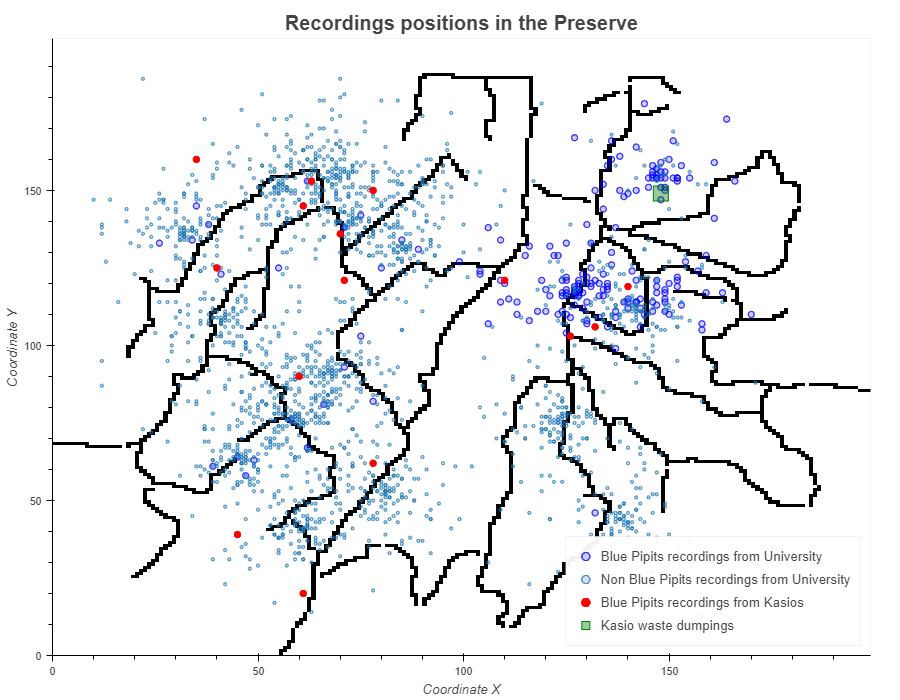 Recordings positions in the Preserve
Coordinate Y
150
100
50
0
0
50
100
150
Coordinate X
Blue Pipits recordings from University
Non Blue Pipits recordings from University
Blue Pipits recordings from Kasios
Kasio waste dumpings